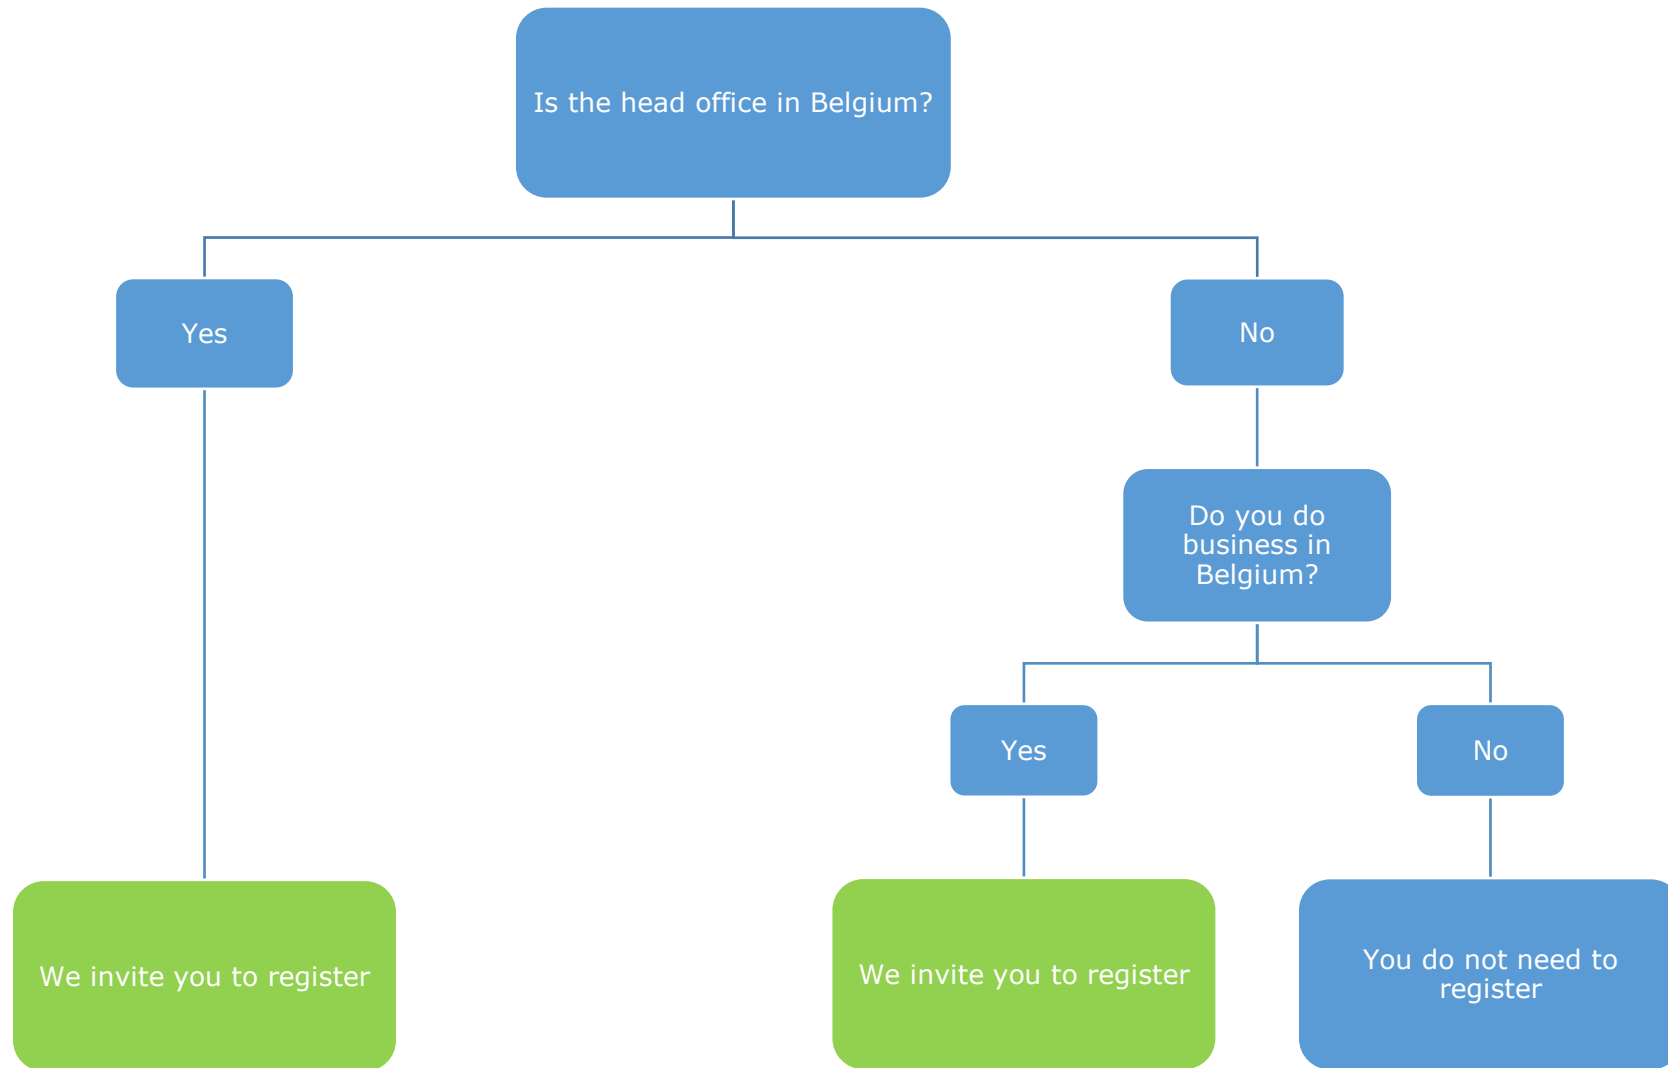 Is the head office in Belgium?
Yes
No
Do you do
business in
Belgium?
Yes
No
We invite you to register
We invite you to register
You do not need to
register